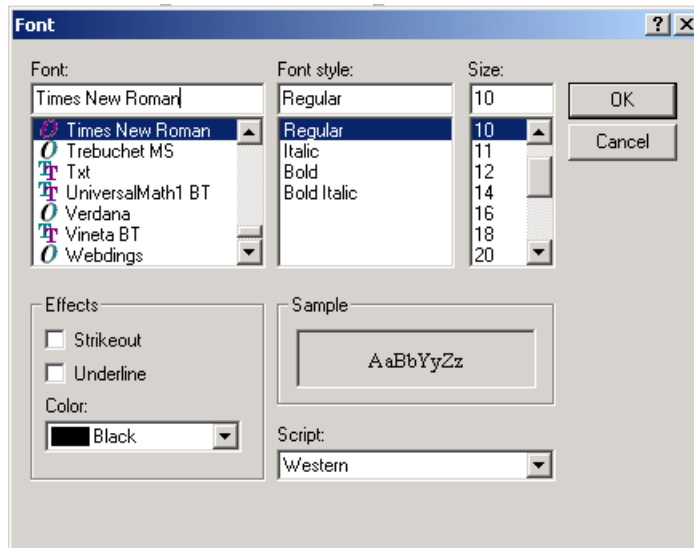 Font
Font:
Font style:
Size:
Times New Roman
Regular
10
OK
Cancel
Times New Roman
Trebuchet MS
Txt
UniversalMath1 BT
Verdana
Vineta BT
Webdings
Regular
Italic
Bold
Bold Italic
10
11
12
14
16
18
20
Effects
Strikeout
Underline
Color:
Black
Sample
AaBbYyZz
Script:
Western